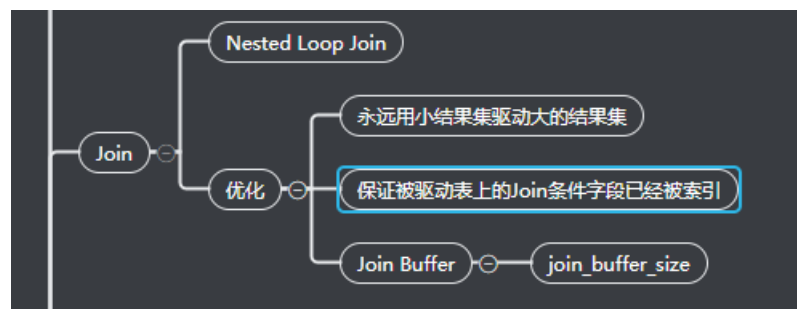 Nested Loop Join
永远用小结果集驱动大的结果集
Join
优化
保证被驱动表上的Join条件字段已经被索引
Join Buffer
join_buffer_size